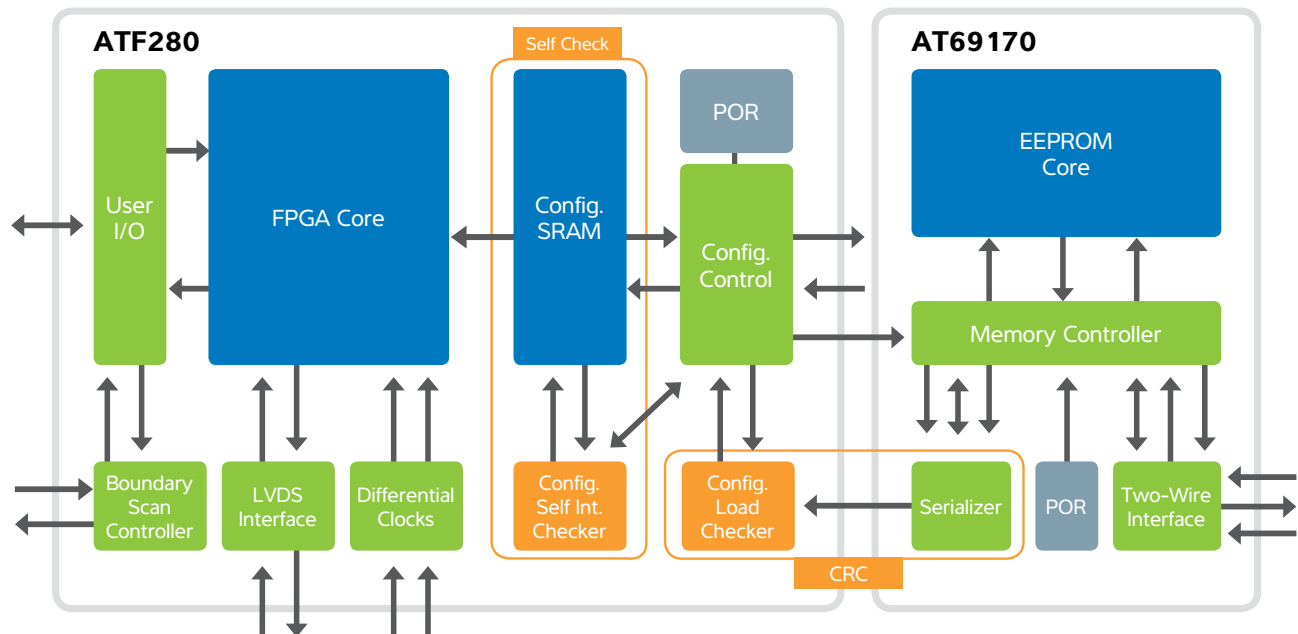 ATF280
AT69170
Self Check
User
I/O
FPGA Core
Config.
SRAM
POR
Config.
Control
EEPROM
Core
Memory Controller
Boundary
Scan
Controller
LVDS
Interface
Differential
Clocks
Config.
Self Int.
Checker
Config.
Load
Checker
Serializer
POR
Two-Wire
Interface
CRC